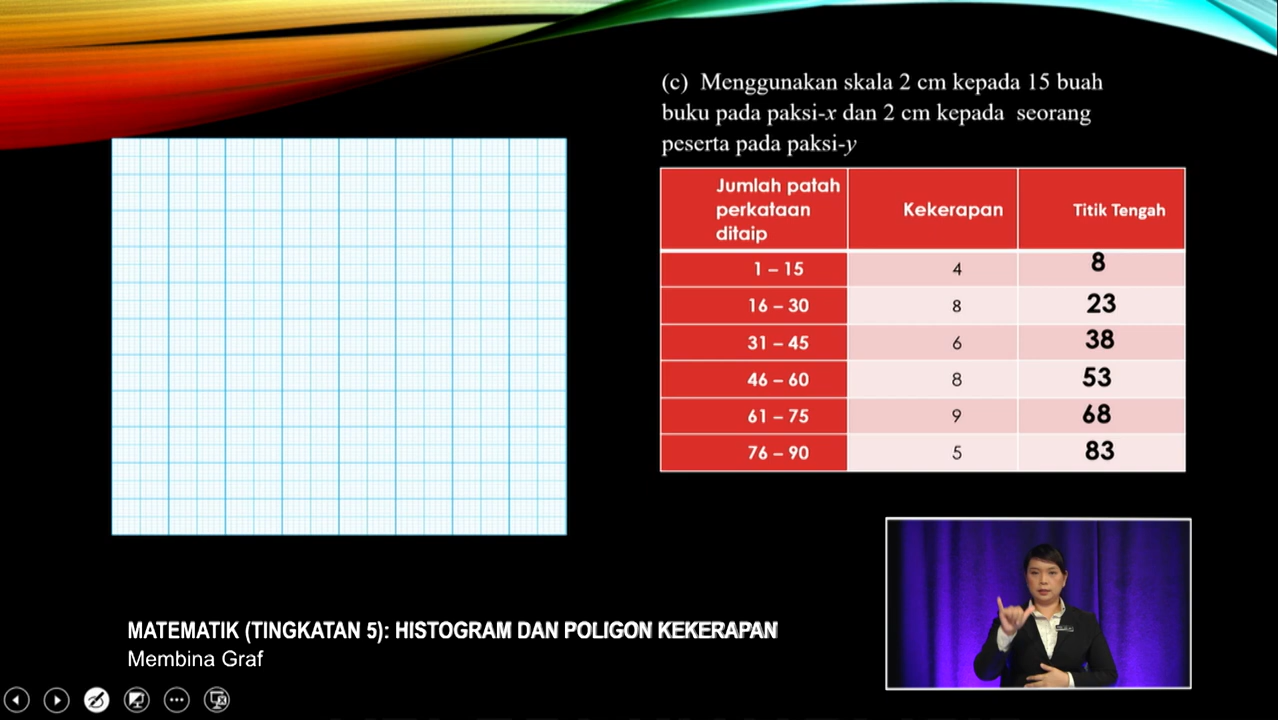 (c) Menggunakan skala 2 cm kepada 15 buah
buku pada paksi-x dan 2 cm kepada seorang
peserta pada paksi-y
Jumlah patah
perkataan
ditaip
Kekerapan
Titik Tengah
1 – 15 4 8
16 – 30 8 23
31 – 45 6 38
46 – 60 8 53
61 – 75 9 68
76 – 90 5 83
MATEMATIK (TINGKATAN 5): HISTOGRAM DAN POLIGON KEKERAPAN
Membina Graf